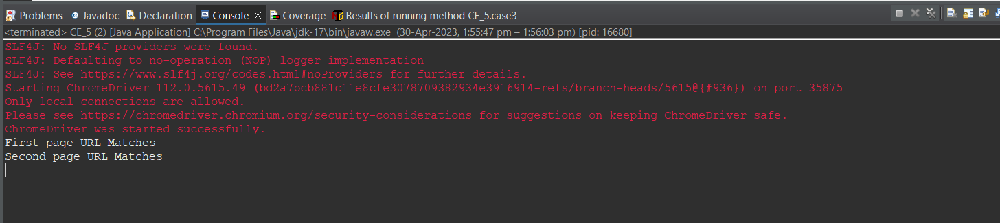 Problems @ Javadoc Declaration Console Coverage Results of running method CE_5.case3
<terminated> CE_5 (2) [Java Application] C:\Program Files\Java\jdk-17\bin\javaw.exe (30-Apr-2023, 1:55:47 pm – 1:56:03 pm) [pid: 16680]
SLF4J: No SLF4J providers were found.
SLF4J: Defaulting to no-operation (NOP) logger implementation
SLF4J: See https://www.slf4j.org/codes.html#noProviders for further details.
Starting ChromeDriver 112.0.5615.49 (bd2a7bcb881c11e8cfe3078709382934e3916914-refs/branch-heads/5615@{#936}) on port 35875
Only local connections are allowed.
Please see https://chromedriver.chromium.org/security-considerations for suggestions on keeping ChromeDriver safe.
ChromeDriver was started successfully.
First page URL Matches
Second page URL Matches